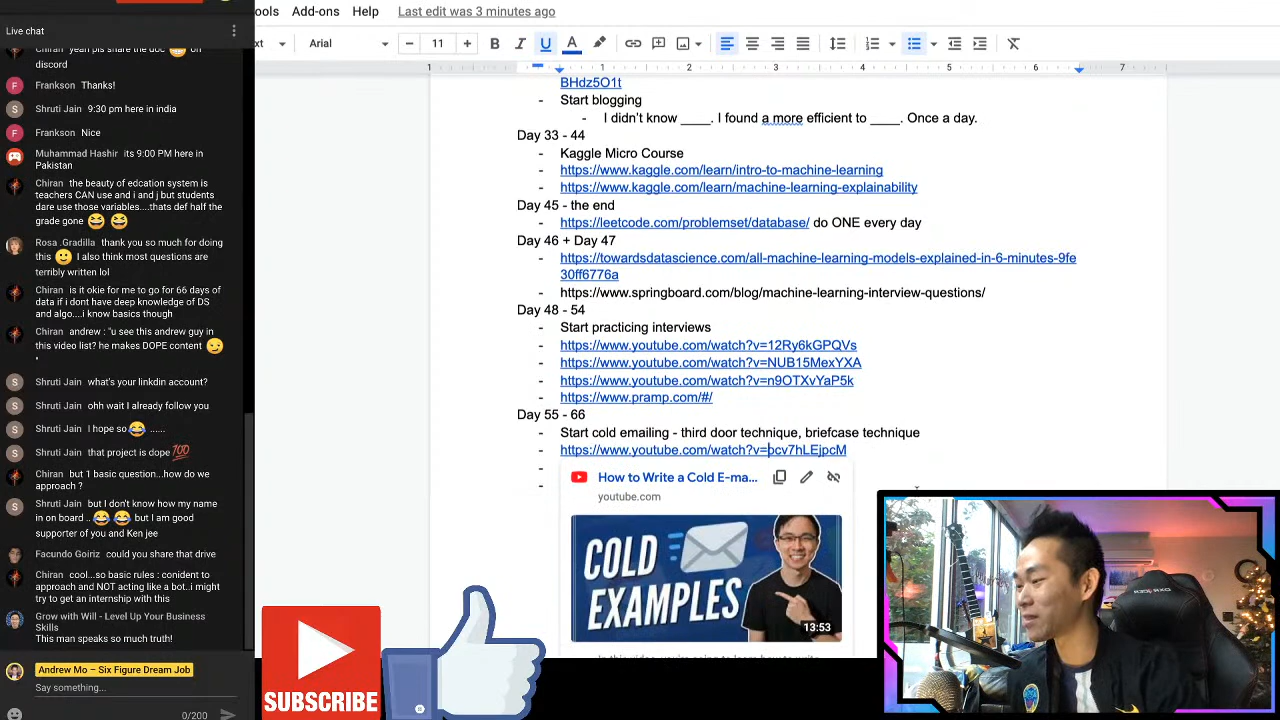 ools Add-ons Help Last edit was 3 minutes ago
Live chat
Arial 11
1 1 2 3 4 5 6 7
Chiran yeah pls share the doc on
discord
Frankson Thanks!
Shruti Jain 9:30 pm here in india
Frankson Nice
Muhammad Hashir its 9:00 PM here in
Pakistan
Chiran the beauty of edcation system is
teachers CAN use and i and j but students
dare use those variables....thats def half the
grade gone
Rosa .Gradilla thank you so much for doing
this I also think most questions are
terribly written lol
Chiran is it okie for me to go for 66 days of
data if i dont have deep knowledge of DS
and algo....i know basics though
Chiran andrew : "u see this andrew guy in
this video list? he makes DOPE content
"
Shruti Jain what's your linkdin account?
Shruti Jain ohh wait I already follow you
Shruti Jain I hope so ......
Shruti Jain that project is dope
Chiran but 1 basic question...how do we
approach ?
Shruti Jain but I don't know how my name
in on board .. but I am good
supporter of you and Ken jee
Facundo Goiriz could you share that drive
Chiran cool...so basic rules : conident to
approach and NOT acting like a bot..i might
try to get an internship with this
Grow with Will - Level Up Your Business
Skills
This man speaks so much truth!
Andrew Mo – Six Figure Dream Job
Say something...
0/200
BHdz5O1t
- Start blogging
- I didn't know ____. I found a more efficient to ____. Once a day.
Day 33 - 44
- Kaggle Micro Course
- https://www.kaggle.com/learn/intro-to-machine-learning
- https://www.kaggle.com/learn/machine-learning-explainability
Day 45 - the end
- https://leetcode.com/problemset/database/ do ONE every day
Day 46 + Day 47
- https://towardsdatascience.com/all-machine-learning-models-explained-in-6-minutes-9fe
30ff6776a
- https://www.springboard.com/blog/machine-learning-interview-questions/
Day 48 - 54
- Start practicing interviews
- https://www.youtube.com/watch?v=12Ry6kGPQVs
- https://www.youtube.com/watch?v=NUB15MexYXA
- https://www.youtube.com/watch?v=n9OTXvYaP5k
- https://www.pramp.com/#/
Day 55 - 66
- Start cold emailing - third door technique, briefcase technique
- https://www.youtube.com/watch?v=pcv7hLEjpcM
How to Write a Cold E-ma...
youtube.com
COLD
EXAMPLES
13:53
SUBSCRIBE